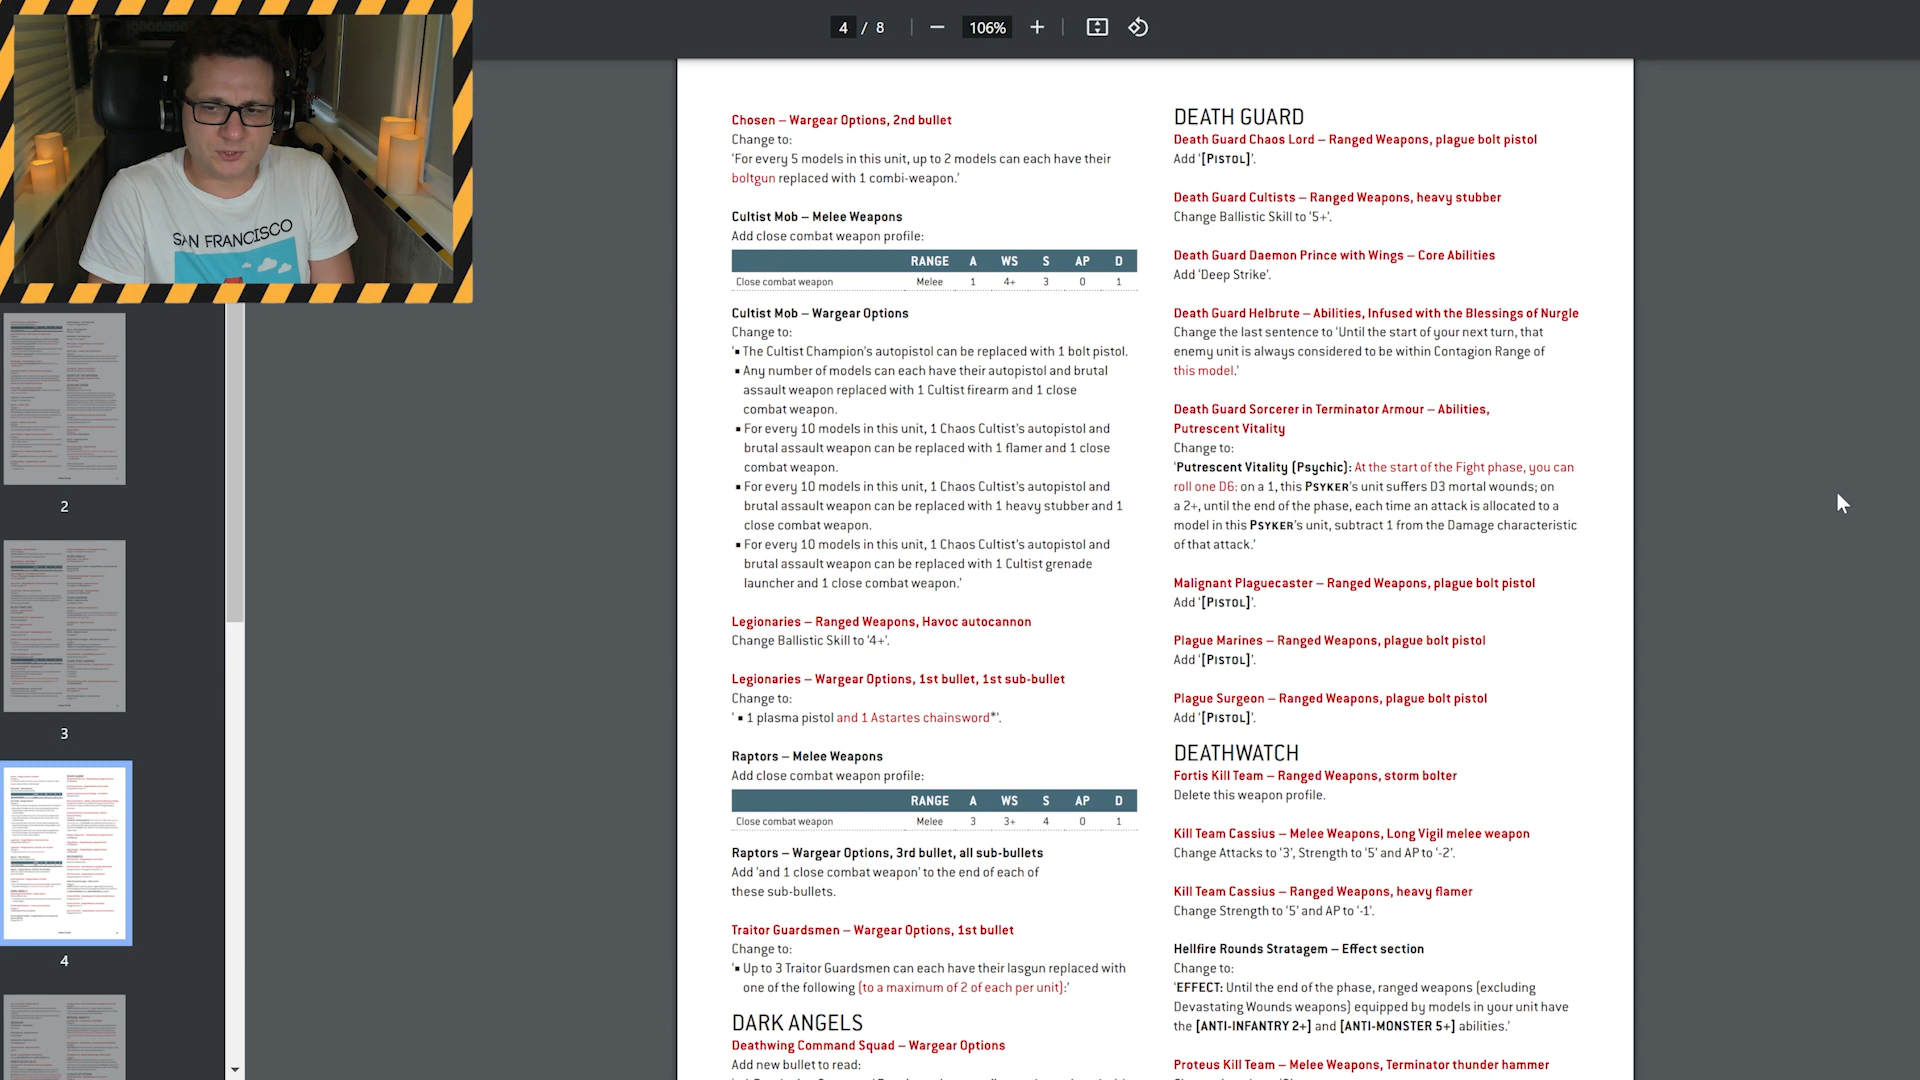 4 / 8
106%
SAN FRANCISCO
2
3
4
Chosen – Wargear Options, 2nd bullet
Change to:
‘For every 5 models in this unit, up to 2 models can each have their
boltgun replaced with 1 combi-weapon.’
Cultist Mob – Melee Weapons
Add close combat weapon profile:
RANGE A WS S AP D
Close combat weapon Melee 1 4+ 3 0 1
Cultist Mob – Wargear Options
Change to:
‘▪ The Cultist Champion’s autopistol can be replaced with 1 bolt pistol.
▪ Any number of models can each have their autopistol and brutal
assault weapon replaced with 1 Cultist firearm and 1 close
combat weapon.
▪ For every 10 models in this unit, 1 Chaos Cultist’s autopistol and
brutal assault weapon can be replaced with 1 flamer and 1 close
combat weapon.
▪ For every 10 models in this unit, 1 Chaos Cultist’s autopistol and
brutal assault weapon can be replaced with 1 heavy stubber and 1
close combat weapon.
▪ For every 10 models in this unit, 1 Chaos Cultist’s autopistol and
brutal assault weapon can be replaced with 1 Cultist grenade
launcher and 1 close combat weapon.’
Legionaries – Ranged Weapons, Havoc autocannon
Change Ballistic Skill to ‘4+’.
Legionaries – Wargear Options, 1st bullet, 1st sub-bullet
Change to:
‘ ▪ 1 plasma pistol and 1 Astartes chainsword*’.
Raptors – Melee Weapons
Add close combat weapon profile:
RANGE A WS S AP D
Close combat weapon Melee 3 3+ 4 0 1
Raptors – Wargear Options, 3rd bullet, all sub-bullets
Add ‘and 1 close combat weapon’ to the end of each of
these sub-bullets.
Traitor Guardsmen – Wargear Options, 1st bullet
Change to:
‘▪ Up to 3 Traitor Guardsmen can each have their lasgun replaced with
one of the following (to a maximum of 2 of each per unit):’
DARK ANGELS
Deathwing Command Squad – Wargear Options
Add new bullet to read:
DEATH GUARD
Death Guard Chaos Lord – Ranged Weapons, plague bolt pistol
Add ‘[PISTOL]’.
Death Guard Cultists – Ranged Weapons, heavy stubber
Change Ballistic Skill to ‘5+’.
Death Guard Daemon Prince with Wings – Core Abilities
Add ‘Deep Strike’.
Death Guard Helbrute – Abilities, Infused with the Blessings of Nurgle
Change the last sentence to ‘Until the start of your next turn, that
enemy unit is always considered to be within Contagion Range of
this model.’
Death Guard Sorcerer in Terminator Armour – Abilities,
Putrescent Vitality
Change to:
‘Putrescent Vitality (Psychic): At the start of the Fight phase, you can
roll one D6: on a 1, this PSYKER’s unit suffers D3 mortal wounds; on
a 2+, until the end of the phase, each time an attack is allocated to a
model in this PSYKER’s unit, subtract 1 from the Damage characteristic
of that attack.’
Malignant Plaguecaster – Ranged Weapons, plague bolt pistol
Add ‘[PISTOL]’.
Plague Marines – Ranged Weapons, plague bolt pistol
Add ‘[PISTOL]’.
Plague Surgeon – Ranged Weapons, plague bolt pistol
Add ‘[PISTOL]’.
DEATHWATCH
Fortis Kill Team – Ranged Weapons, storm bolter
Delete this weapon profile.
Kill Team Cassius – Melee Weapons, Long Vigil melee weapon
Change Attacks to ‘3’, Strength to ‘5’ and AP to ‘-2’.
Kill Team Cassius – Ranged Weapons, heavy flamer
Change Strength to ‘5’ and AP to ‘-1’.
Hellfire Rounds Stratagem – Effect section
Change to:
‘EFFECT: Until the end of the phase, ranged weapons (excluding
Devastating Wounds weapons) equipped by models in your unit have
the [ANTI-INFANTRY 2+] and [ANTI-MONSTER 5+] abilities.’
Proteus Kill Team – Melee Weapons, Terminator thunder hammer